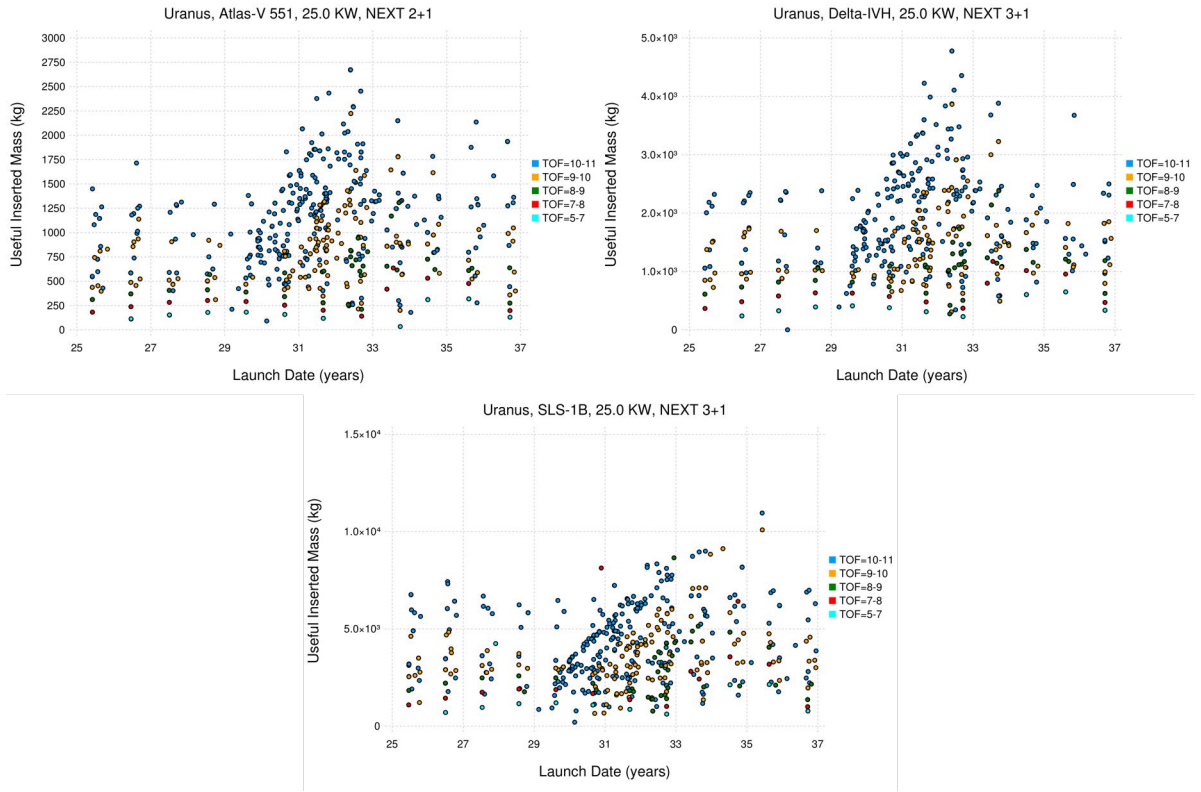 Uranus, Atlas-V 551, 25.0 KW, NEXT 2+1
Useful Inserted Mass (kg)
3000
2750
2500
2250
2000
1750
1500
1250
1000
750
500
250
0
25 27 29 31 33 35 37
Launch Date (years)
TOF=10-11
TOF=9-10
TOF=8-9
TOF=7-8
TOF=5-7
Uranus, Delta-IVH, 25.0 KW, NEXT 3+1
Useful Inserted Mass (kg)
5.0×10³
4.0×10³
3.0×10³
2.0×10³
1.0×10³
0
25 27 29 31 33 35 37
Launch Date (years)
TOF=10-11
TOF=9-10
TOF=8-9
TOF=7-8
TOF=5-7
Uranus, SLS-1B, 25.0 KW, NEXT 3+1
Useful Inserted Mass (kg)
1.5×10⁴
1.0×10⁴
5.0×10³
0
25 27 29 31 33 35 37
Launch Date (years)
TOF=10-11
TOF=9-10
TOF=8-9
TOF=7-8
TOF=5-7